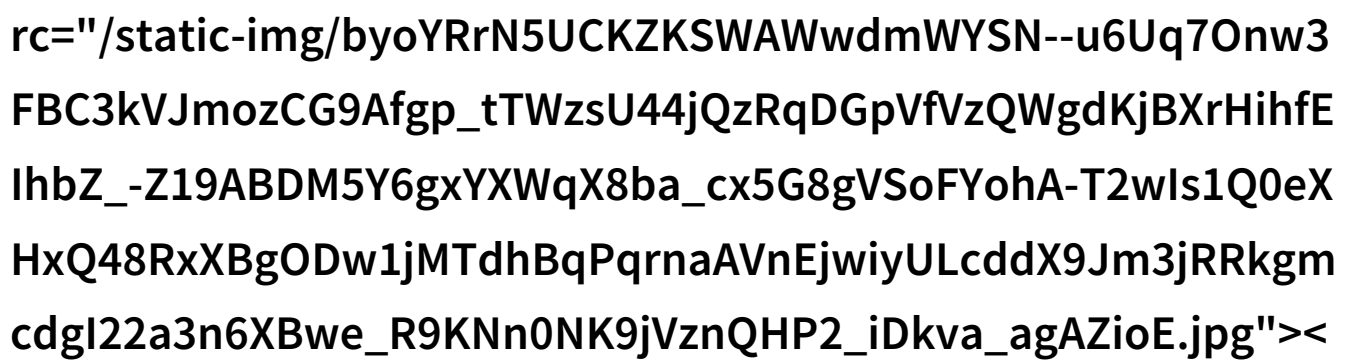 rc="/static-img/byoYRrN5UCKZKSWAWwdmWYSN--u6Uq7Onw3
FBC3kVJmozCG9Afgp_tTWzsU44jQzRqDGpVfVzQWgdKjBXrHihfE
IhbZ_-Z19ABDM5Y6gxYXWqX8ba_cx5G8gVSoFYohA-T2wIs1Q0eX
HxQ48RxXBgODw1jMTdhBqPqrnaAVnEjwiyULcddX9Jm3jRRkgm
cdgI22a3n6XBwe_R9KNn0NK9jVznQHP2_iDkva_agAZioE.jpg"><